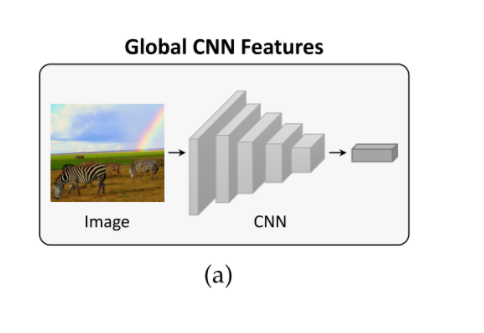 Global CNN Features
Image
CNN
(a)